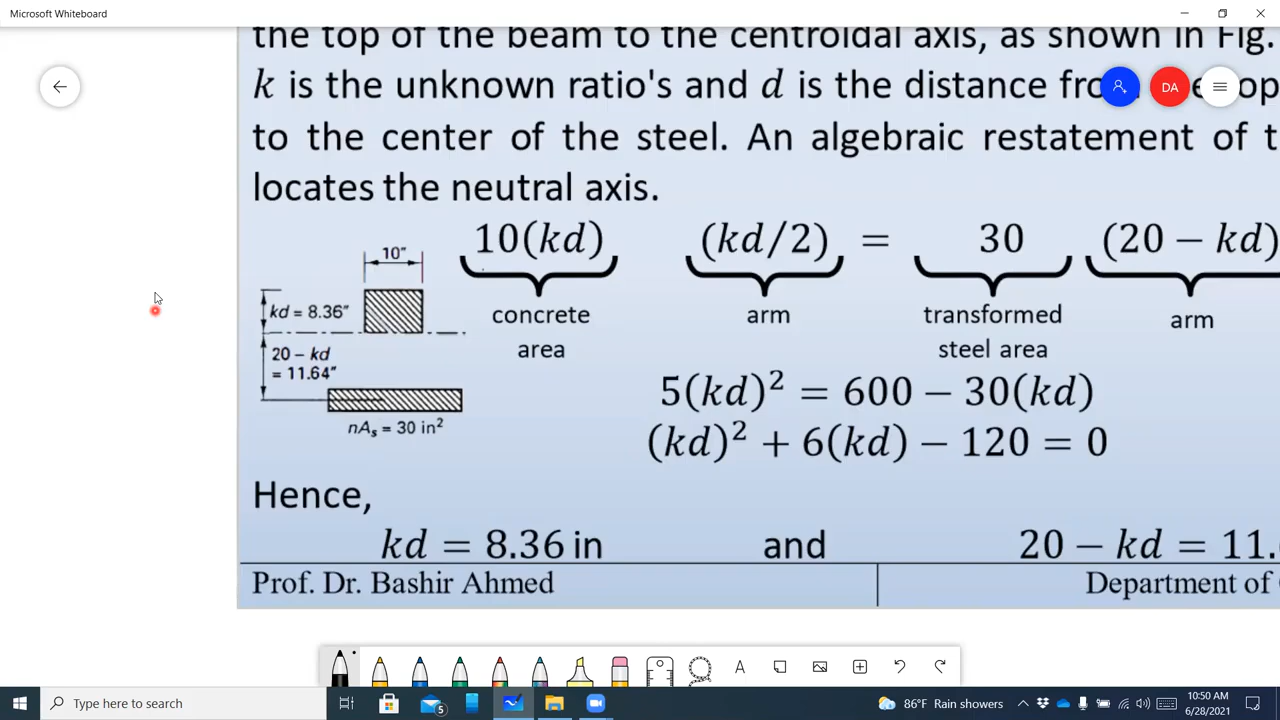 Microsoft Whiteboard
the top of the beam to the centroidal axis, as shown in Fig.
k is the unknown ratio's and d is the distance
DA
to the center of the steel. An algebraic restatement of
locates the neutral axis.
10(kd) (kd/2) = 30 (20 − kd)
10"
kd = 8.36"
concrete area
arm
transformed steel area
arm
20 − kd
= 11.64"
5(kd)² = 600 − 30(kd)
nAs = 30 in²
(kd)² + 6(kd) − 120 = 0
Hence,
kd = 8.36 in and 20 − kd = 11.
Prof. Dr. Bashir Ahmed
Department of
A
Type here to search
5
86°F Rain showers
10:50 AM
6/28/2021